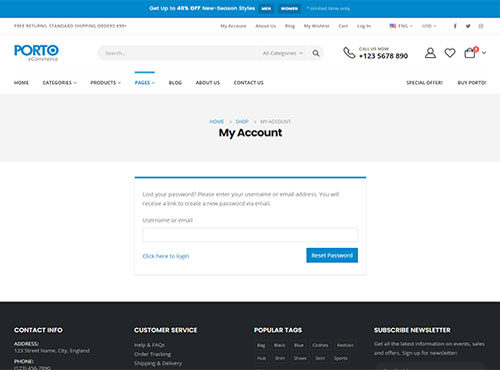 Get Up to 40% OFF New-Season Styles MEN WOMEN * Limited time only.
FREE RETURNS. STANDARD SHIPPING ORDERS $99+ My Account About Us Blog My Wishlist Cart Log In ENG USD
PORTO
eCommerce
Search... All Categories
CALL US NOW
+123 5678 890
0
HOME CATEGORIES PRODUCTS PAGES BLOG ABOUT US CONTACT US SPECIAL OFFER! BUY PORTO!
HOME > SHOP > MY ACCOUNT
My Account
Lost your password? Please enter your username or email address. You will
receive a link to create a new password via email.
Username or email
Click here to login Reset Password
CONTACT INFO CUSTOMER SERVICE POPULAR TAGS SUBSCRIBE NEWSLETTER
ADDRESS:
123 Street Name, City, England
PHONE:
(123) 456-7890
Help & FAQs
Order Tracking
Shipping & Delivery
Bag Black Blue Clothes Fashion
Hub Shirt Shoes Skirt Sports
Get all the latest information on events, sales
and offers. Sign up for newsletter: